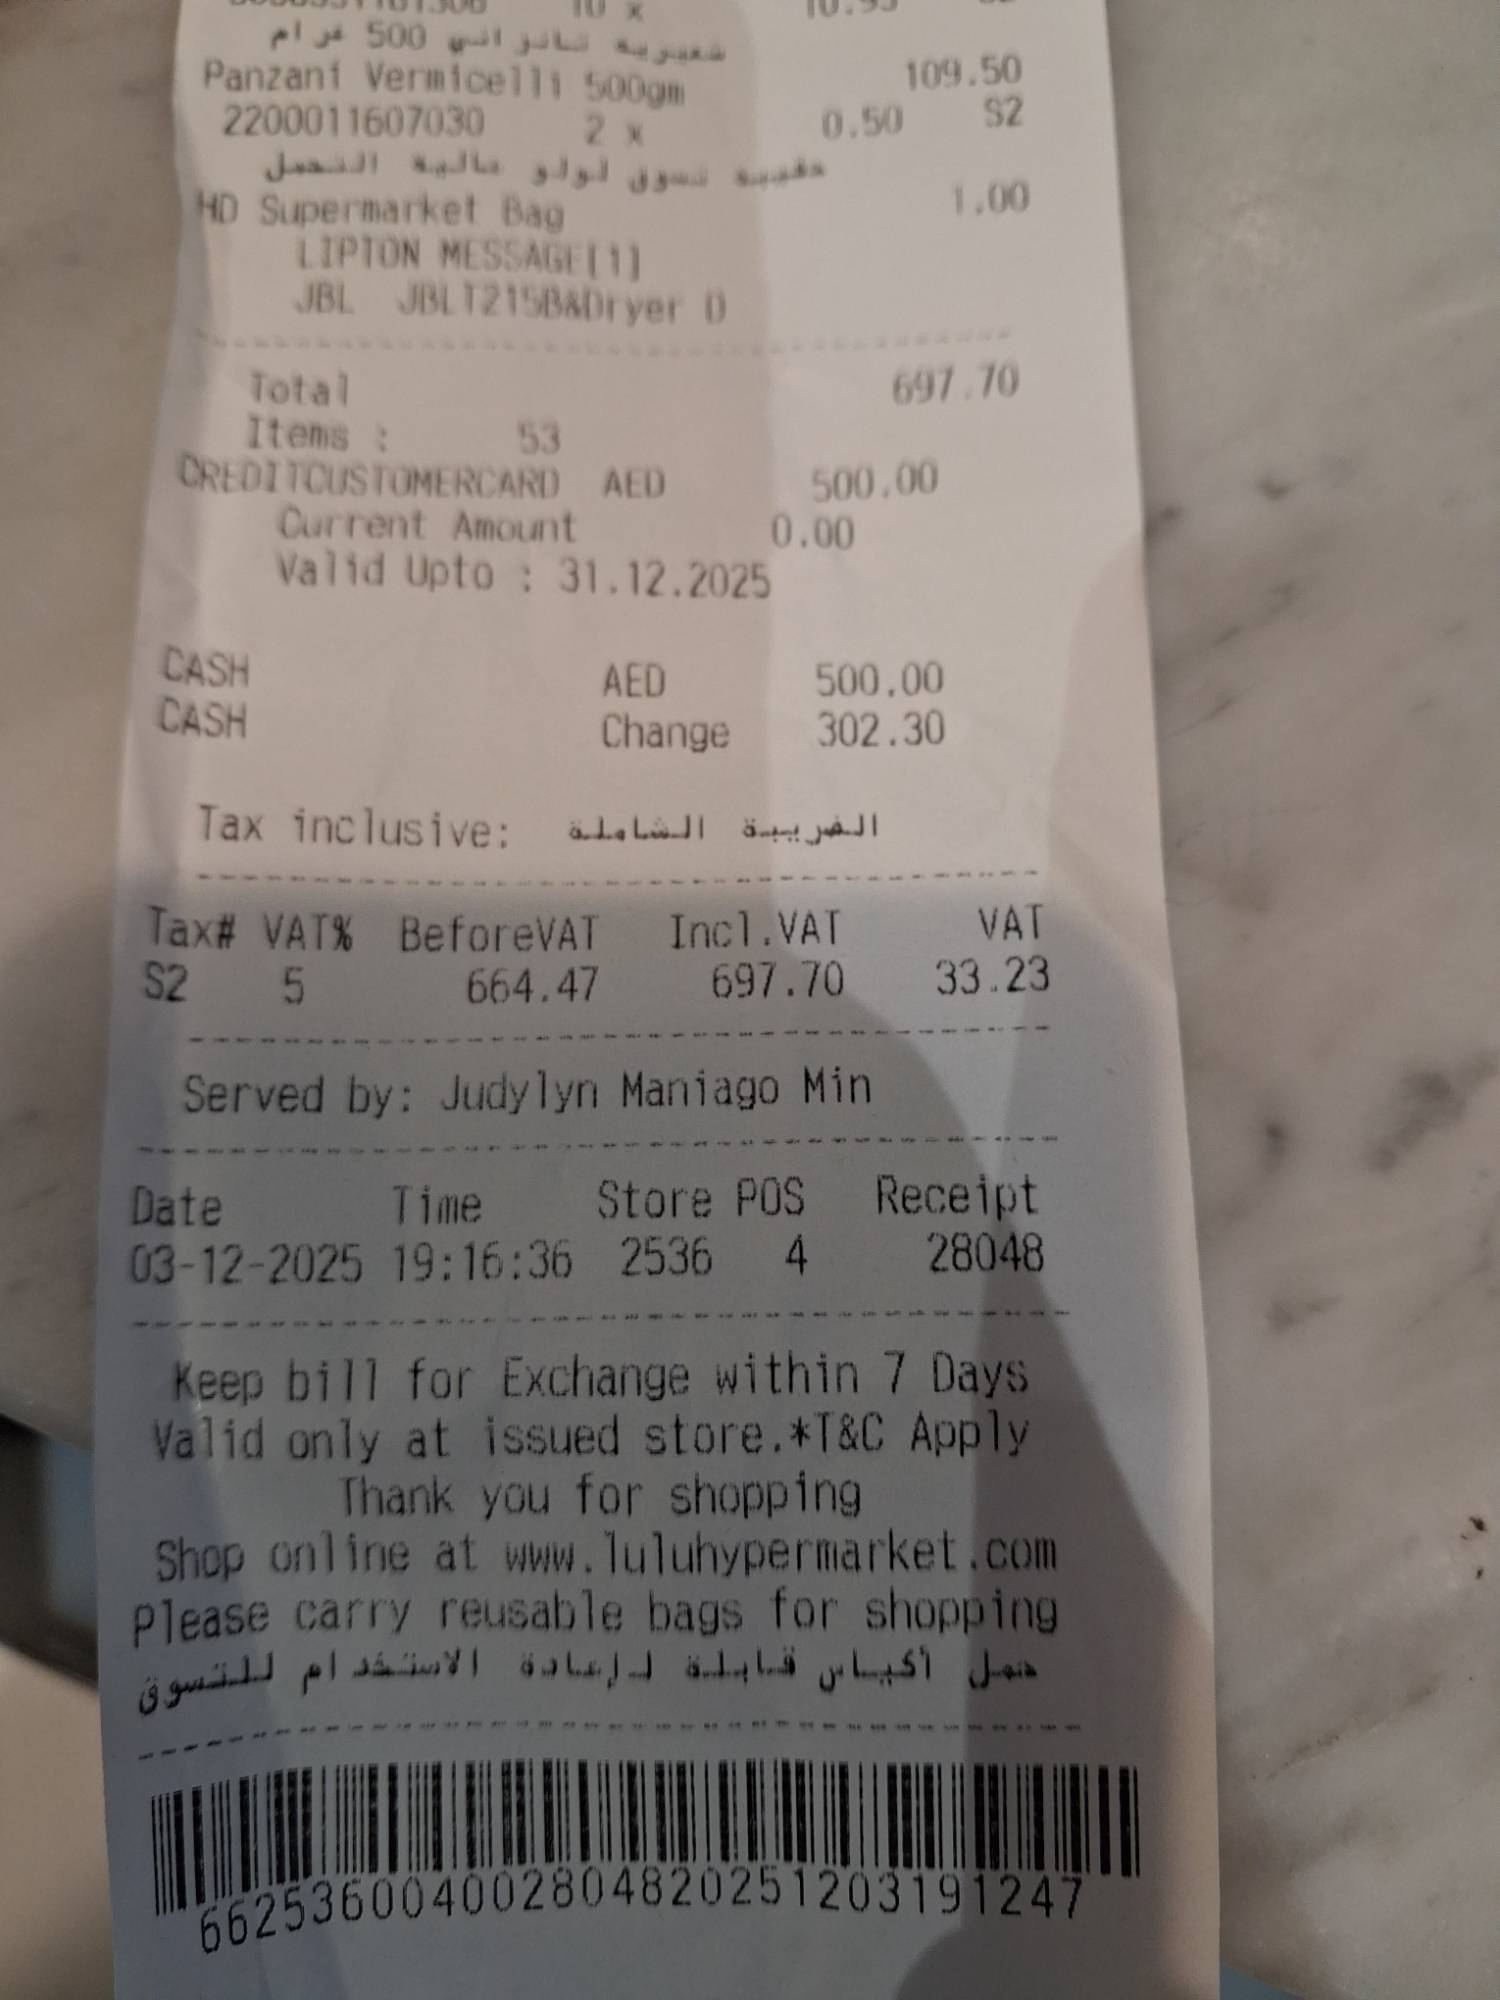 10 x 10.95
شعيرية بانزاني 500 غرام
Panzani Vermicelli 500gm 109.50
2200011607030 2 x 0.50 S2
حقيبة تسوق لولو عالية التحمل
HD Supermarket Bag 1.00
LIPTON MESSAGE[1]
JBL JBLT215B&Dryer D
Total 697.70
Items : 53
CREDITCUSTOMERCARD AED 500.00
Current Amount 0.00
Valid Upto : 31.12.2025
CASH AED 500.00
CASH Change 302.30
Tax inclusive: الضريبة الشاملة
Tax# VAT% BeforeVAT Incl.VAT VAT
S2 5 664.47 697.70 33.23
Served by: Judylyn Maniago Min
Date Time Store POS Receipt
03-12-2025 19:16:36 2536 4 28048
Keep bill for Exchange within 7 Days
Valid only at issued store.*T&C Apply
Thank you for shopping
Shop online at www.luluhypermarket.com
Please carry reusable bags for shopping
حمل أكياس قابلة لإعادة الاستخدام للتسوق
662536004002804820251203191247